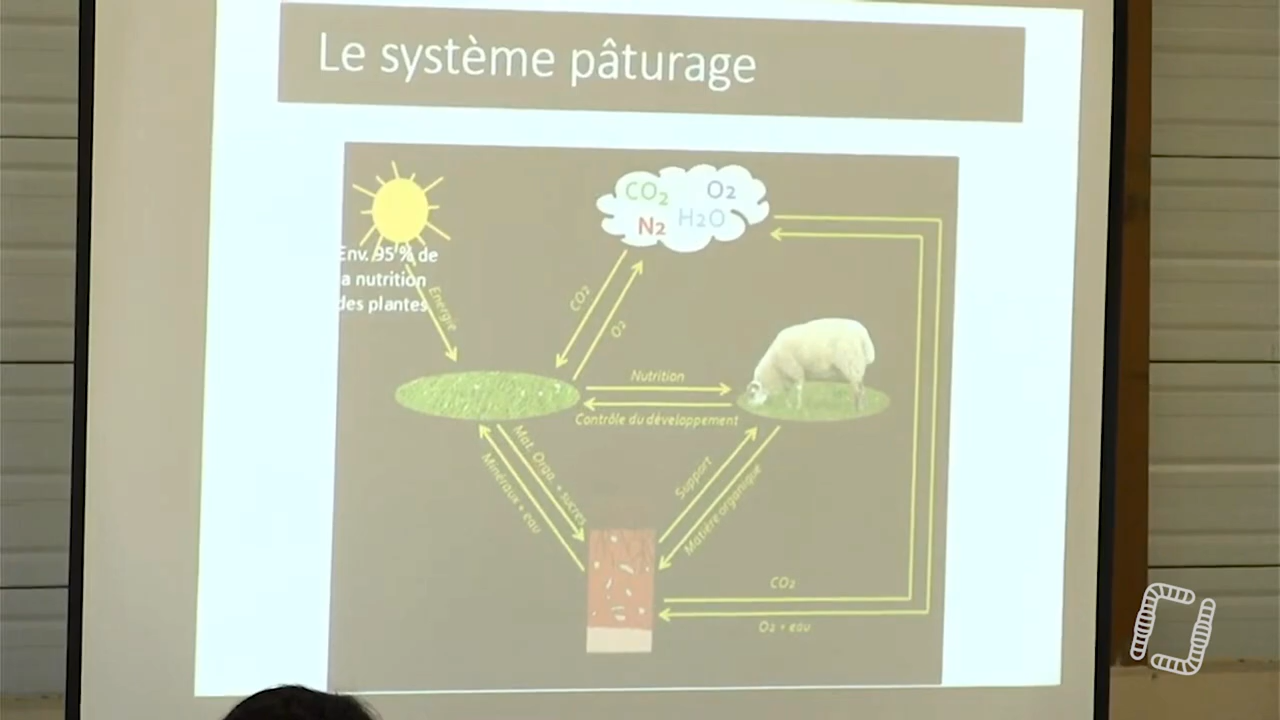 Le système pâturage
CO2
O2
N2
H2O
Env. 95 % de
la nutrition
des plantes
Energie
CO2
O2
Nutrition
Contrôle du développement
Mat. Orga. + sucres
Minéraux + eau
Support
Matière organique
CO2
O2 + eau